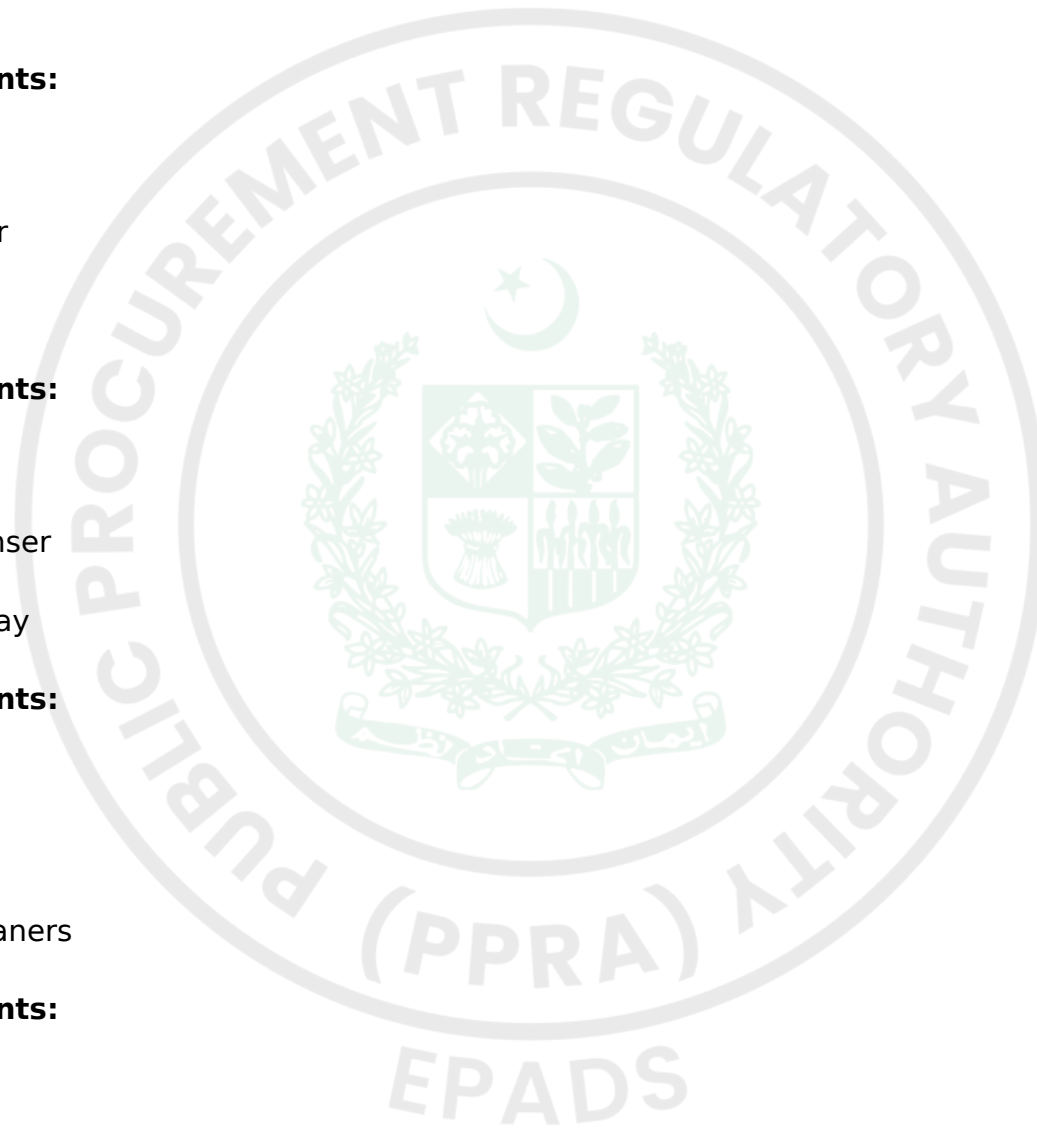 nts:
r
nts:
nser
ay
nts:
aners
nts:
PUBLIC PROCUREMENT REGULATORY AUTHORITY
(PPRA)
EPADS